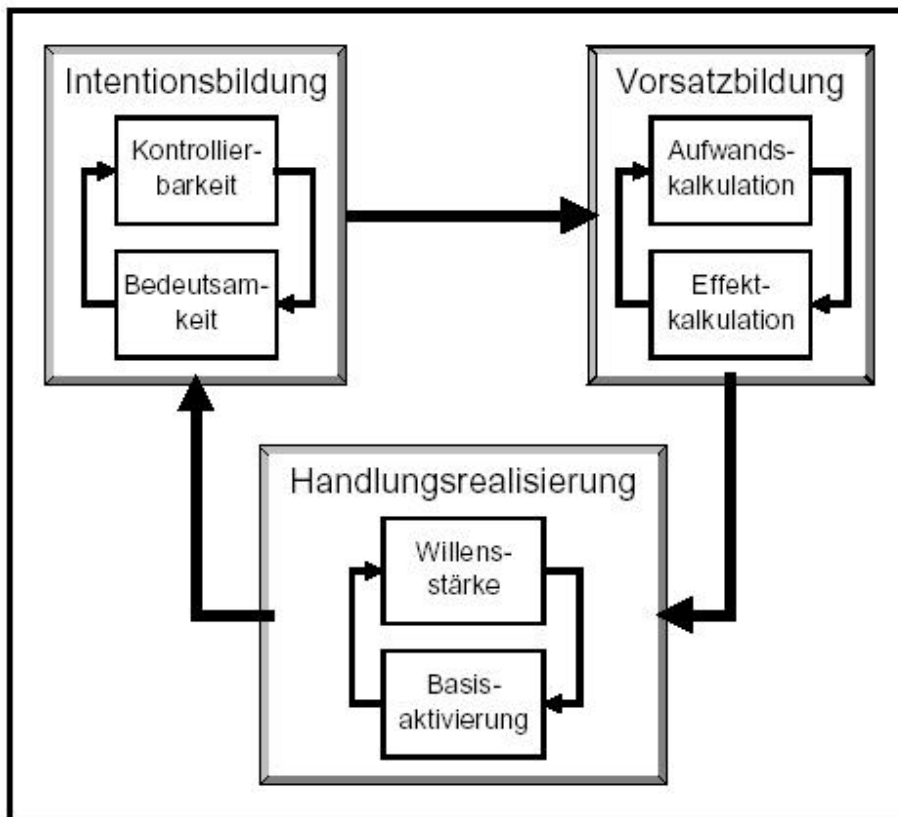 Intentionsbildung
Kontrollier-
barkeit
Bedeutsam-
keit
Vorsatzbildung
Aufwands-
kalkulation
Effekt-
kalkulation
Handlungsrealisierung
Willens-
stärke
Basis-
aktivierung